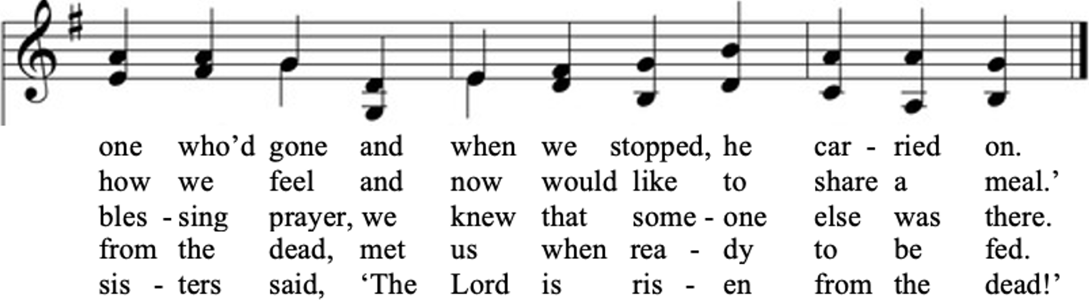 one who’d gone and when we stopped, he car - ried on.
how we feel and now would like to share a meal.’
bles - sing prayer, we knew that some - one else was there.
from the dead, met us when rea - dy to be fed.
sis - ters said, ‘The Lord is ris - en from the dead!’